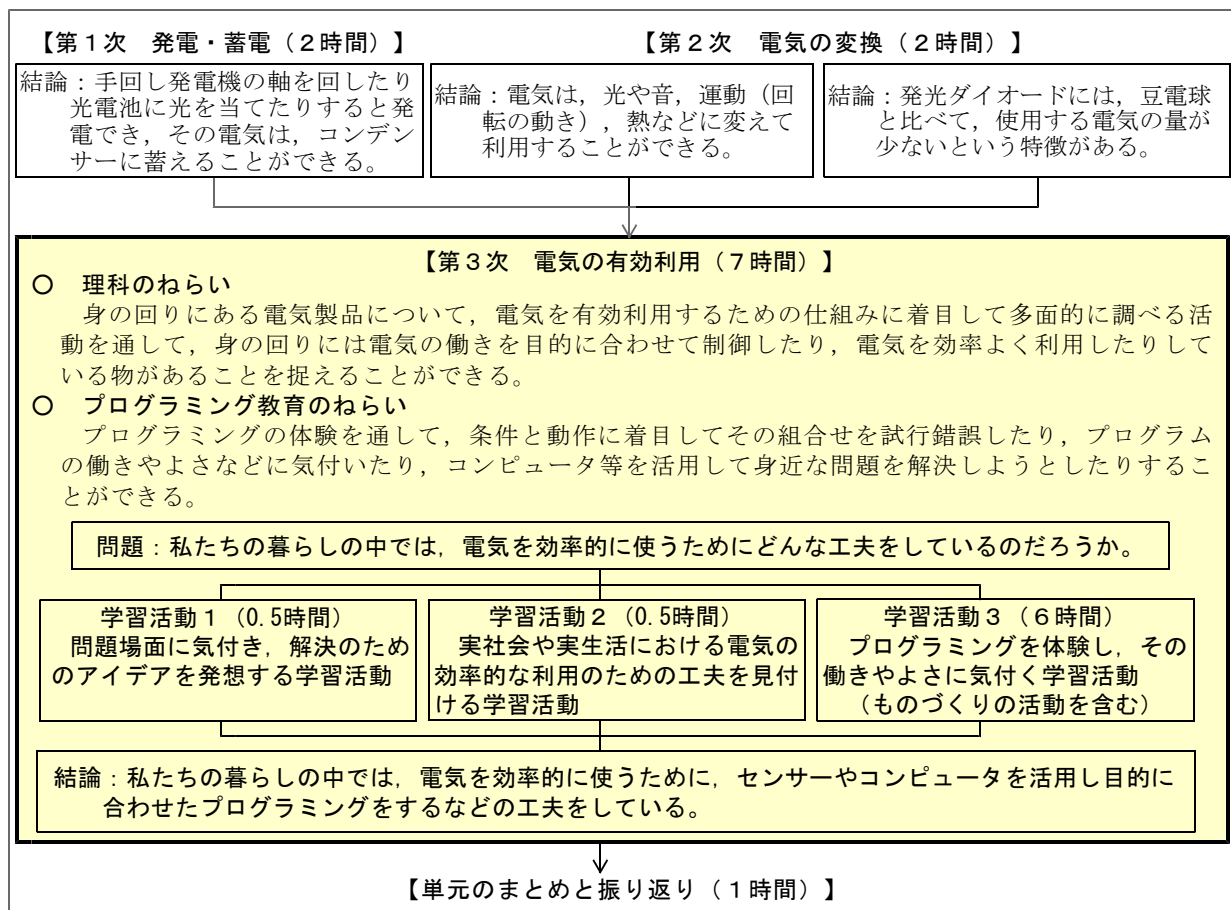 【第1次 発電・蓄電(2時間)】
結論:手回し発電機の軸を回したり
光電池に光を当てたりすると発
電でき,その電気は,コンデン
サーに蓄えることができる。
【第2次 電気の変換(2時間)】
結論:電気は,光や音,運動(回
転の動き),熱などに変えて
利用することができる。
結論:発光ダイオードには,豆電球
と比べて,使用する電気の量が
少ないという特徴がある。
【第3次 電気の有効利用(7時間)】
○ 理科のねらい
身の回りにある電気製品について,電気を有効利用するための仕組みに着目して多面的に調べる活
動を通して,身の回りには電気の働きを目的に合わせて制御したり,電気を効率よく利用したりして
いる物があることを捉えることができる。
○ プログラミング教育のねらい
プログラミングの体験を通して,条件と動作に着目してその組合せを試行錯誤したり,プログラム
の働きやよさなどに気付いたり,コンピュータ等を活用して身近な問題を解決しようとしたりするこ
とができる。
問題:私たちの暮らしの中では,電気を効率的に使うためにどんな工夫をしているのだろうか。
学習活動1(0.5時間)
問題場面に気付き,解決のため
のアイデアを発想する学習活動
学習活動2(0.5時間)
実社会や実生活における電気の
効率的な利用のための工夫を見付
ける学習活動
学習活動3(6時間)
プログラミングを体験し,その
働きやよさに気付く学習活動
(ものづくりの活動を含む)
結論:私たちの暮らしの中では,電気を効率的に使うために,センサーやコンピュータを活用し目的に
合わせたプログラミングをするなどの工夫をしている。
【単元のまとめと振り返り(1時間)】